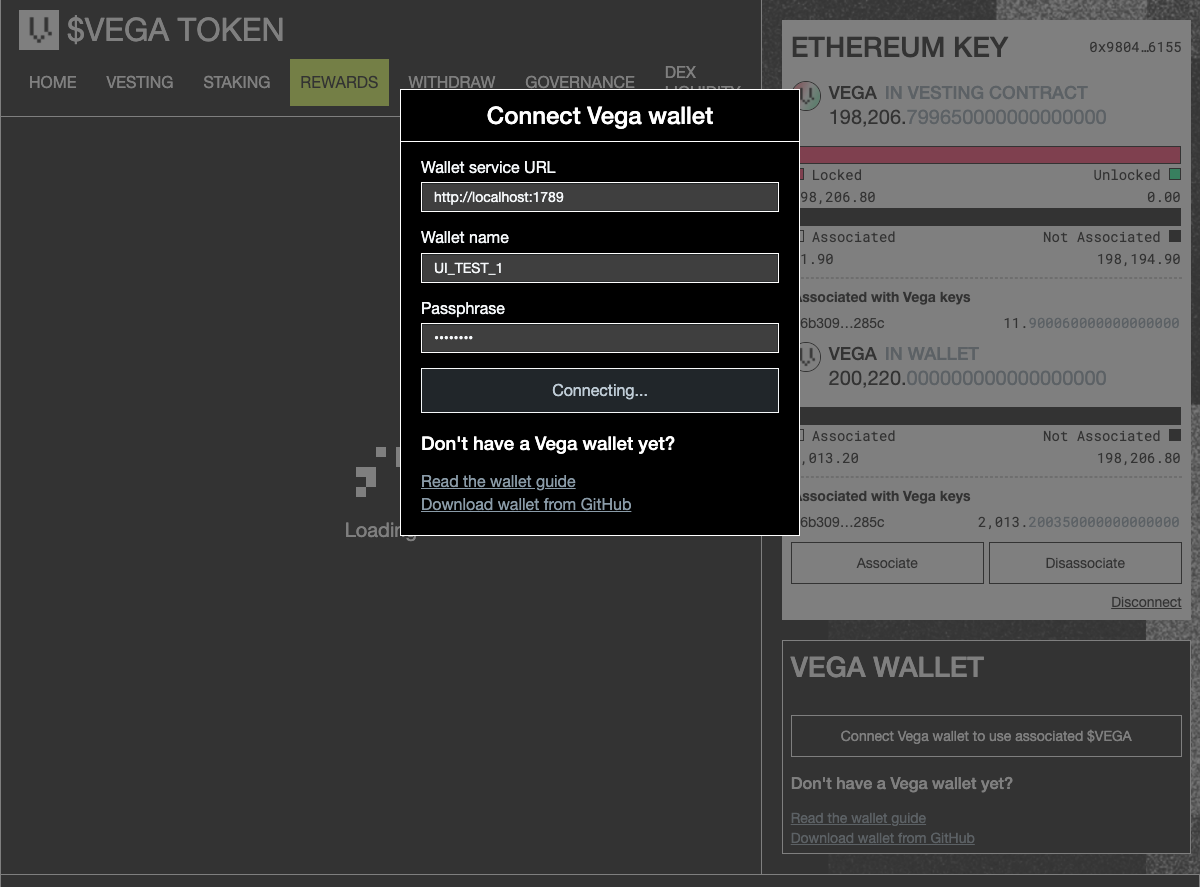 $VEGA TOKEN
HOME VESTING STAKING REWARDS WITHDRAW GOVERNANCE DEX LIQUIDITY
Connect Vega wallet
Wallet service URL
http://localhost:1789
Wallet name
UI_TEST_1
Passphrase
••••••••
Connecting...
Don't have a Vega wallet yet?
Read the wallet guide
Download wallet from GitHub
Loading
ETHEREUM KEY 0x9804…6155
VEGA IN VESTING CONTRACT
198,206.799650000000000000
Locked Unlocked
98,206.80 0.00
Associated Not Associated
1.90 198,194.90
Associated with Vega keys
6b309…285c 11.900060000000000000
VEGA IN WALLET
200,220.000000000000000000
Associated Not Associated
,013.20 198,206.80
Associated with Vega keys
6b309…285c 2,013.200350000000000000
Associate Disassociate
Disconnect
VEGA WALLET
Connect Vega wallet to use associated $VEGA
Don't have a Vega wallet yet?
Read the wallet guide
Download wallet from GitHub